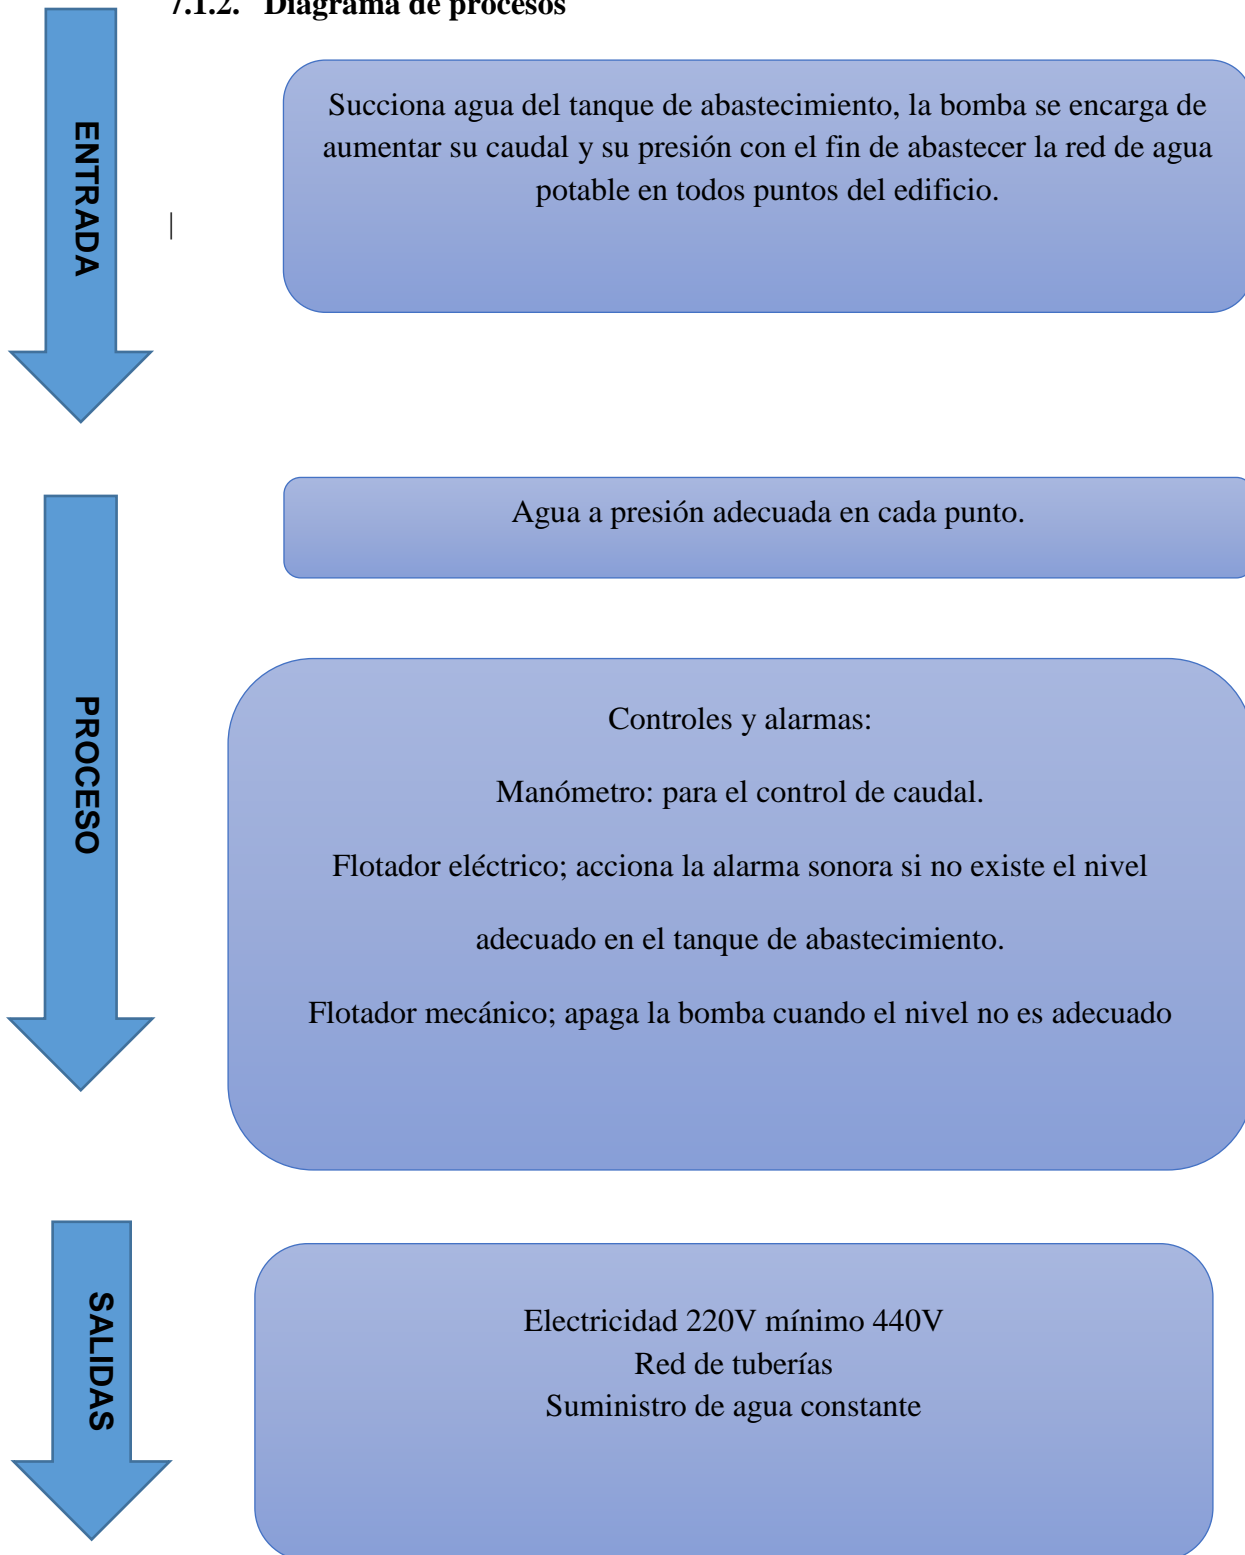 7.1.2. Diagrama de procesos
ENTRADA
Succiona agua del tanque de abastecimiento, la bomba se encarga de
aumentar su caudal y su presión con el fin de abastecer la red de agua
potable en todos puntos del edificio.
|
PROCESO
Agua a presión adecuada en cada punto.
Controles y alarmas:
Manómetro: para el control de caudal.
Flotador eléctrico; acciona la alarma sonora si no existe el nivel
adecuado en el tanque de abastecimiento.
Flotador mecánico; apaga la bomba cuando el nivel no es adecuado
SALIDAS
Electricidad 220V mínimo 440V
Red de tuberías
Suministro de agua constante